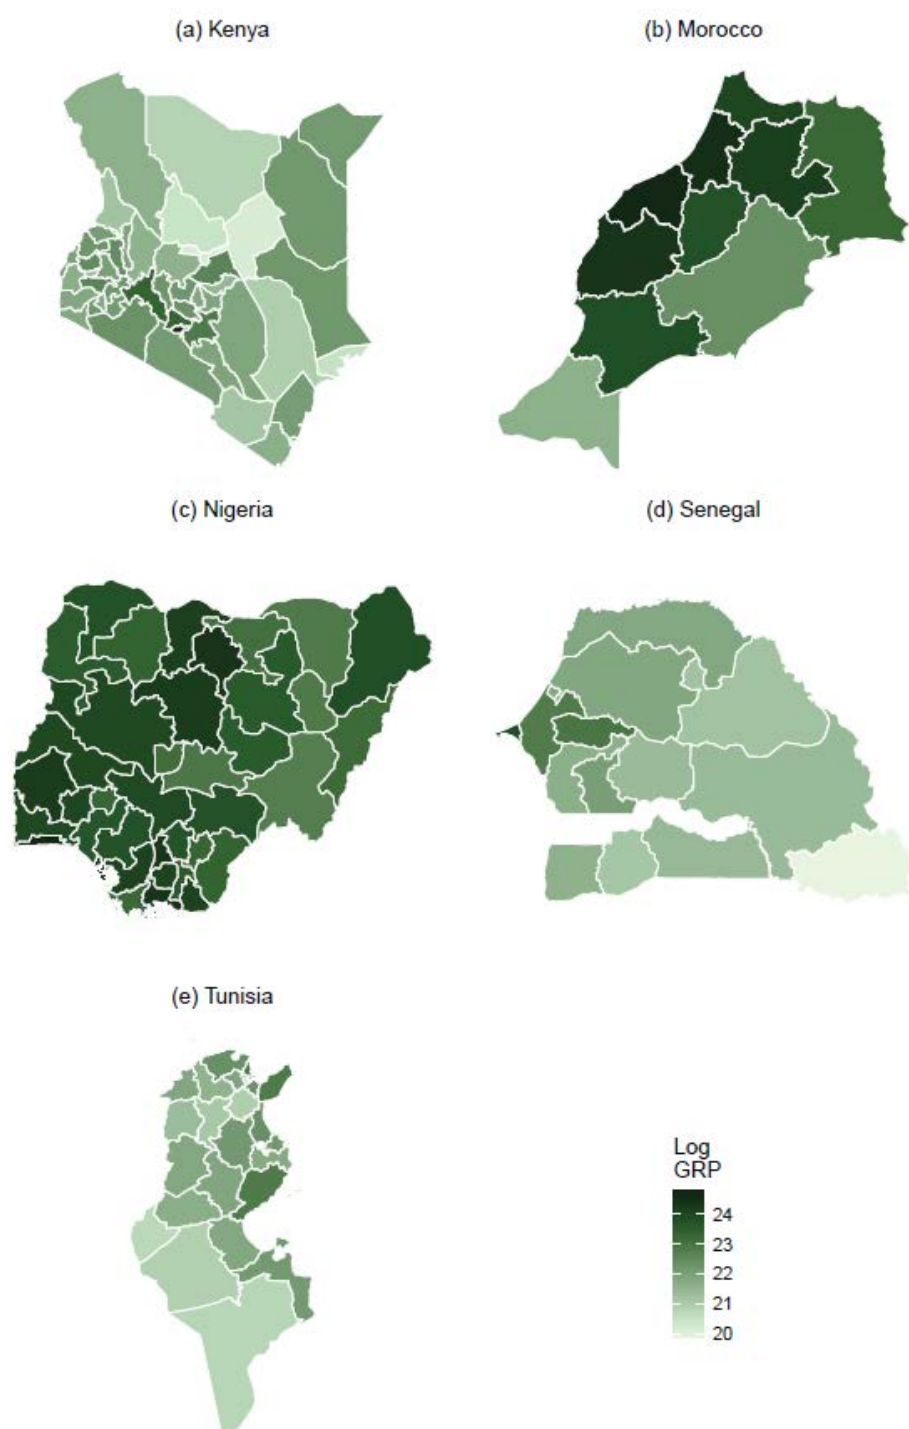 (a) Kenya
(b) Morocco
(c) Nigeria
(d) Senegal
(e) Tunisia
Log
GRP
24
23
22
21
20